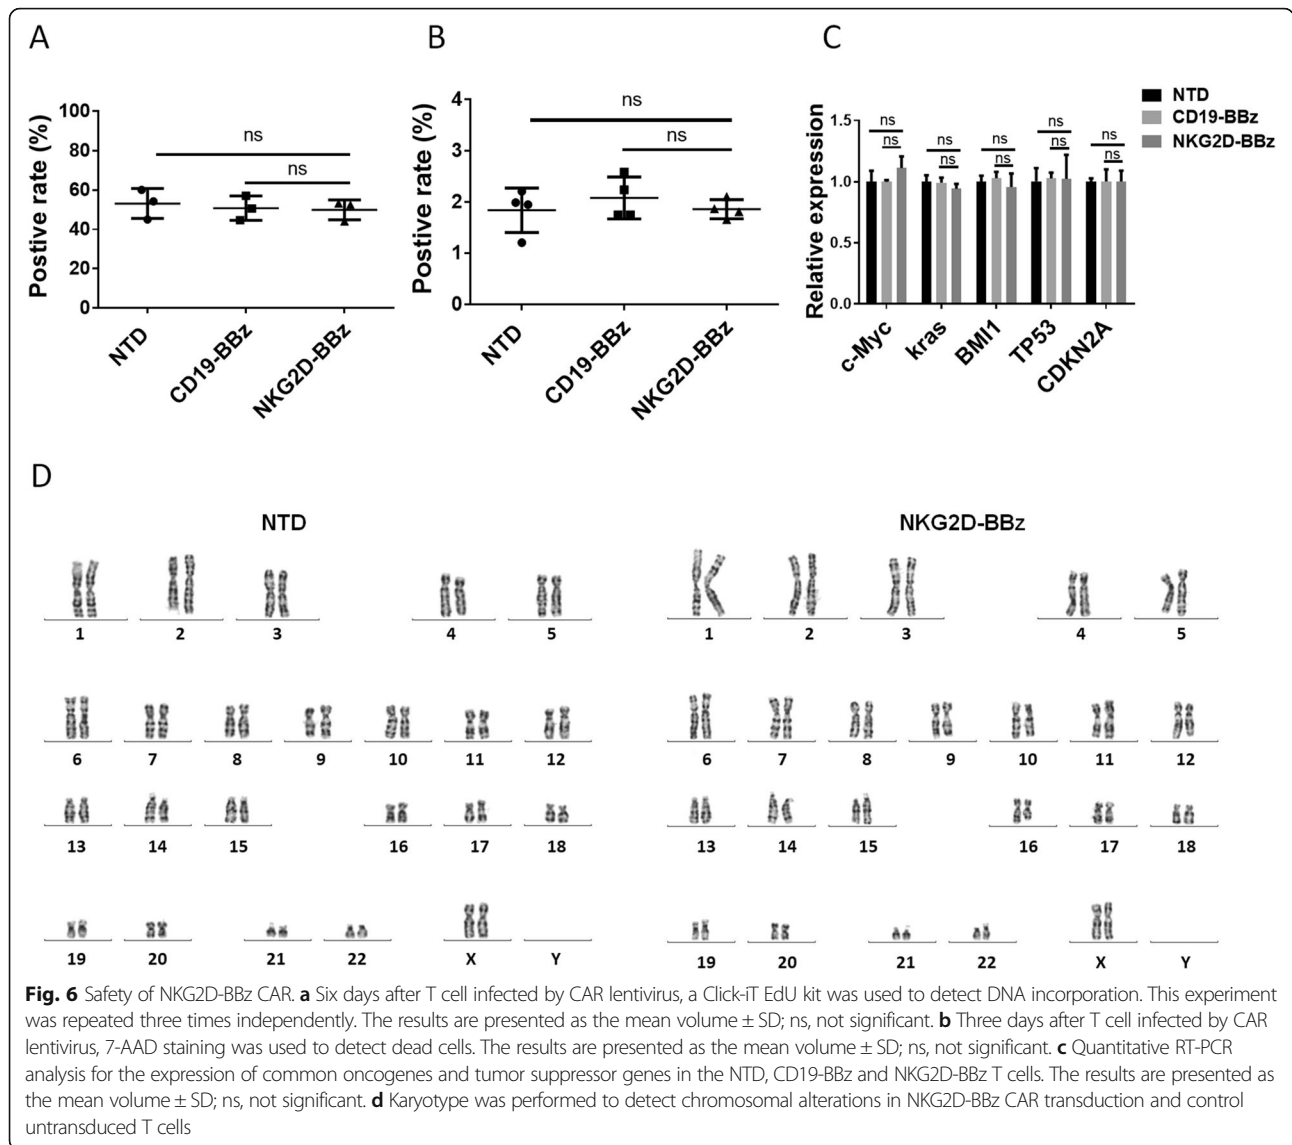 A
Postive rate (%)
100
80
60
40
20
0
ns
ns
NTD
CD19-BBz
NKG2D-BBz
B
Postive rate (%)
4
3
2
1
0
ns
ns
NTD
CD19-BBz
NKG2D-BBz
C
NTD
CD19-BBz
NKG2D-BBz
Relative expression
1.5
1.0
0.5
0.0
ns
ns
ns
ns
ns
ns
ns
ns
ns
ns
c-Myc
kras
BMI1
TP53
CDKN2A
D
NTD
1 2 3 4 5
6 7 8 9 10 11 12
13 14 15 16 17 18
19 20 21 22 X Y
NKG2D-BBz
1 2 3 4 5
6 7 8 9 10 11 12
13 14 15 16 17 18
19 20 21 22 X Y
Fig. 6 Safety of NKG2D-BBz CAR. a Six days after T cell infected by CAR lentivirus, a Click-iT EdU kit was used to detect DNA incorporation. This experiment
was repeated three times independently. The results are presented as the mean volume ± SD; ns, not significant. b Three days after T cell infected by CAR
lentivirus, 7-AAD staining was used to detect dead cells. The results are presented as the mean volume ± SD; ns, not significant. c Quantitative RT-PCR
analysis for the expression of common oncogenes and tumor suppressor genes in the NTD, CD19-BBz and NKG2D-BBz T cells. The results are presented as
the mean volume ± SD; ns, not significant. d Karyotype was performed to detect chromosomal alterations in NKG2D-BBz CAR transduction and control
untransduced T cells